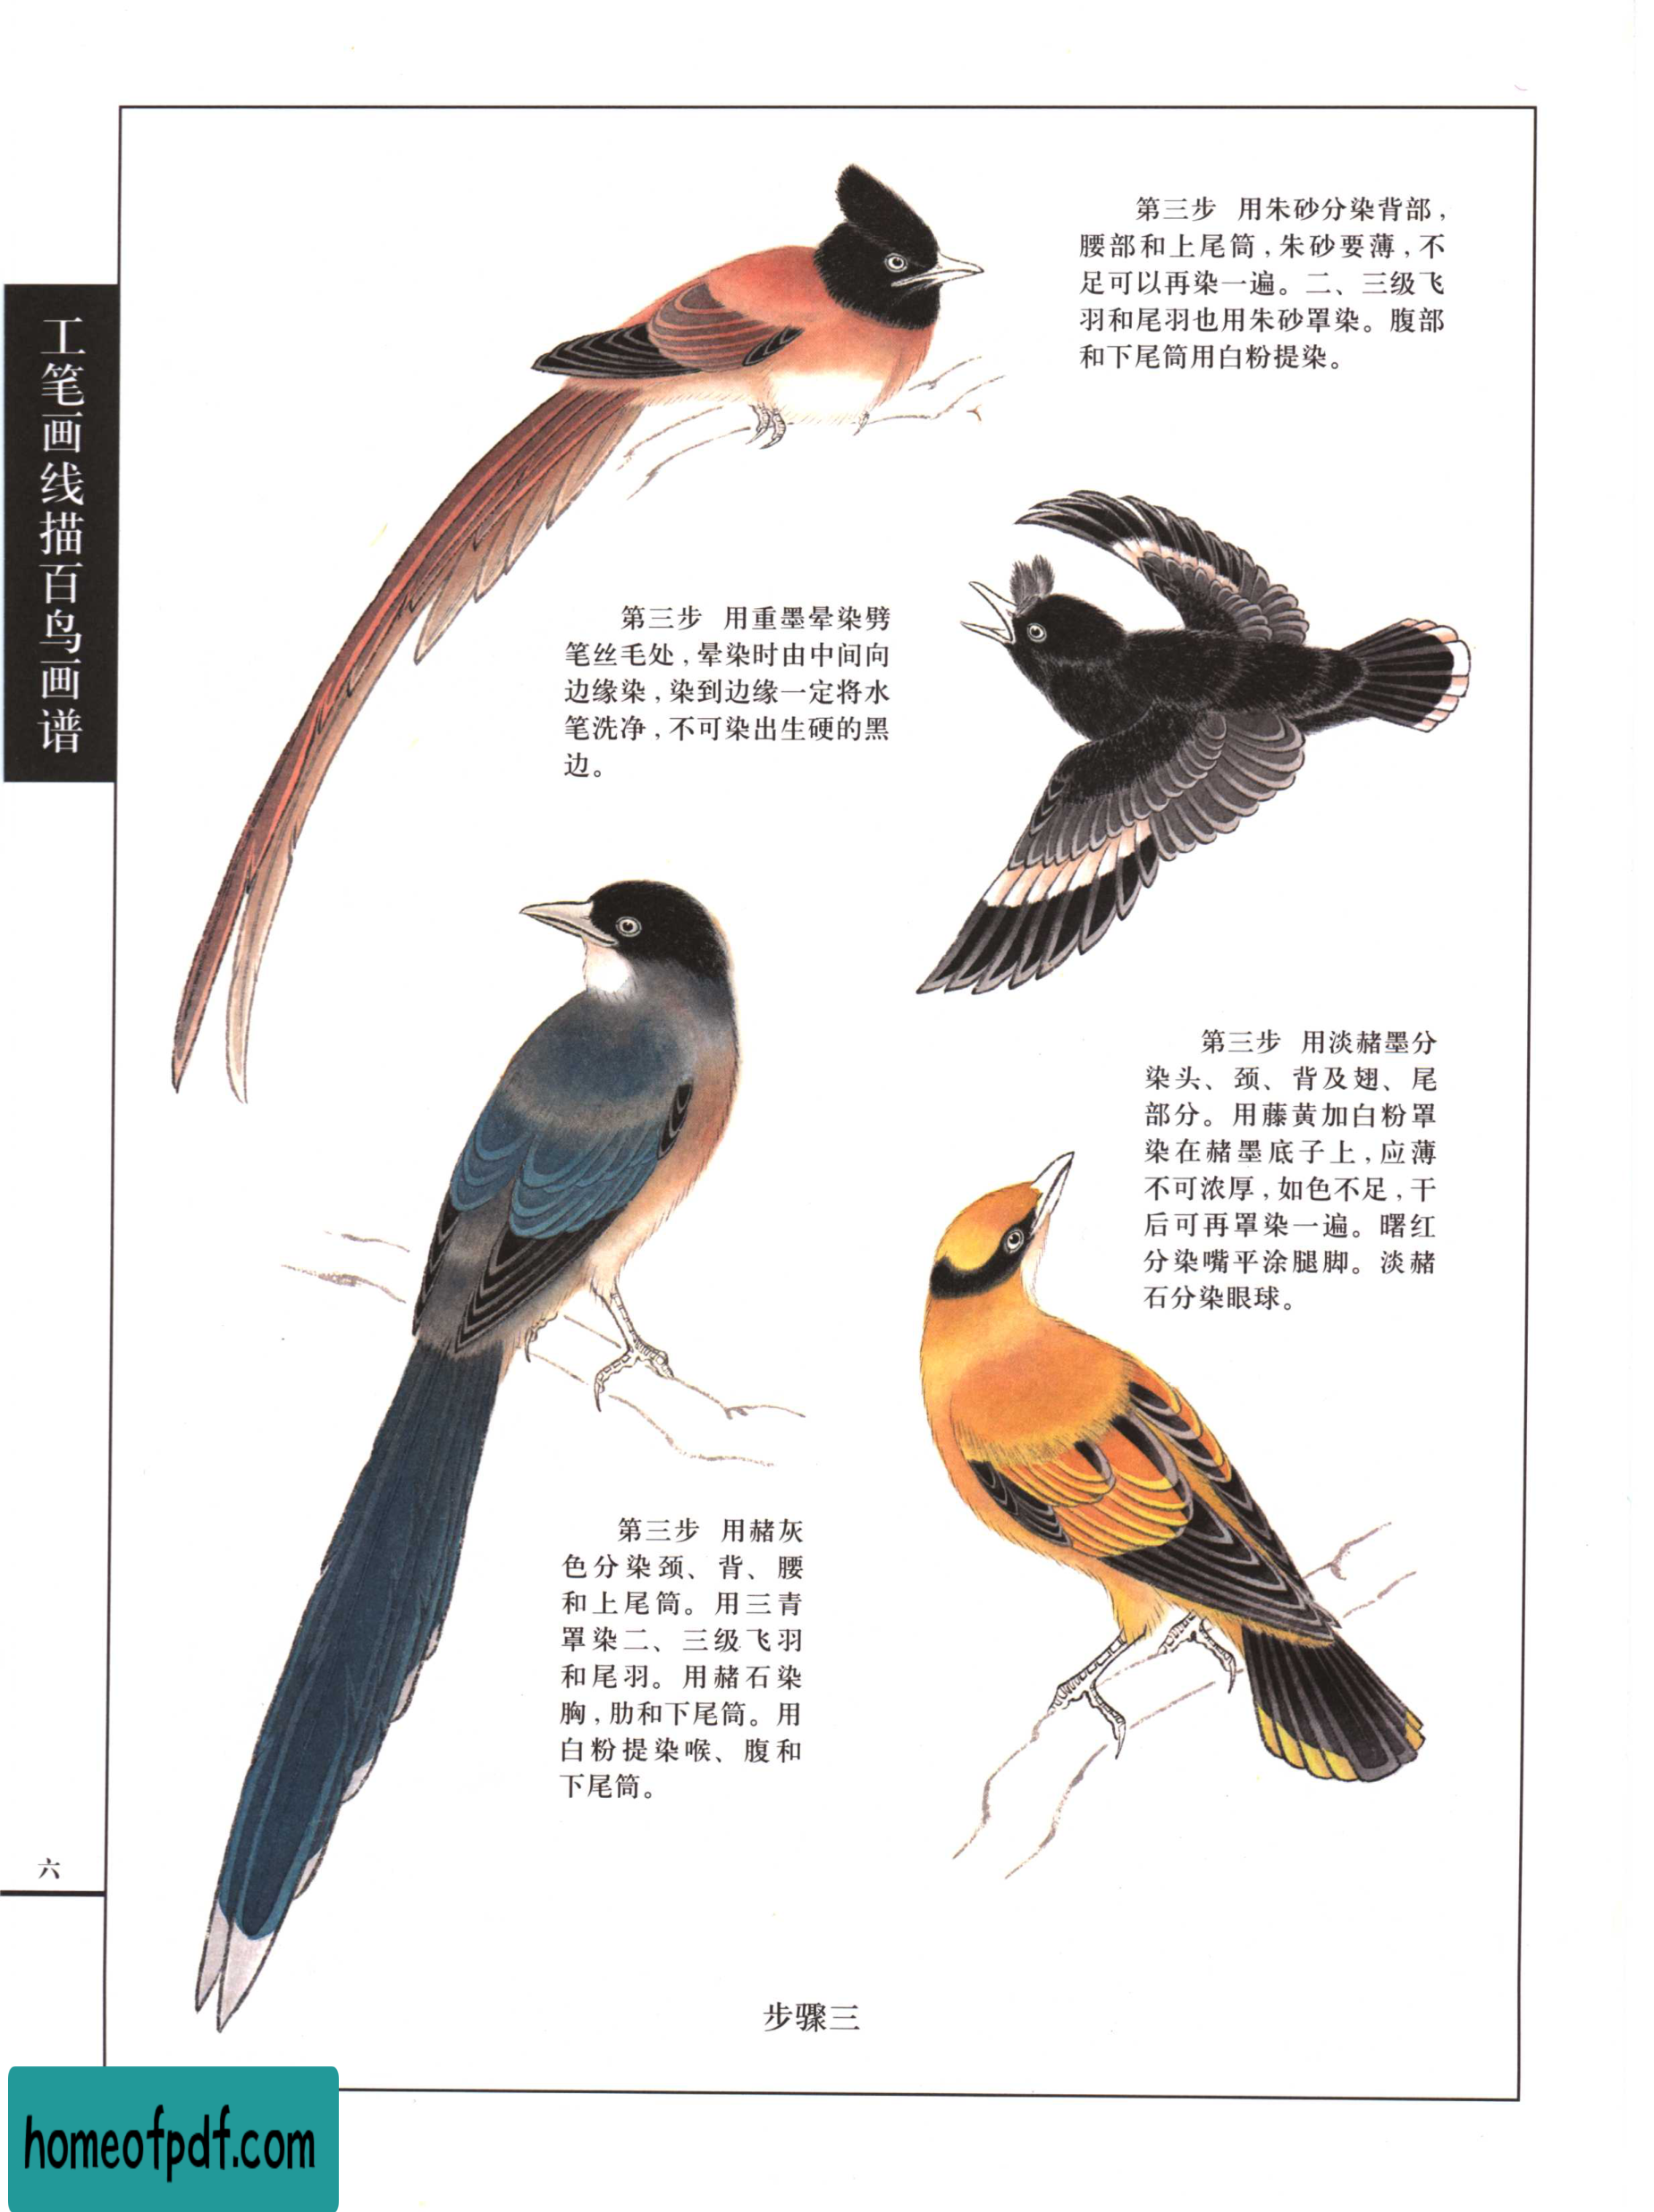 工笔画线描百鸟画谱
第三步 用朱砂分染背部，
腰部和上尾筒，朱砂要薄，不
足可以再染一遍。二、三级飞
羽和尾羽也用朱砂罩染。腹部
和下尾筒用白粉提染。
第三步 用重墨晕染劈
笔丝毛处，晕染时由中间向
边缘染，染到边缘一定将水
笔洗净，不可染出生硬的黑
边。
第三步 用淡赭墨分
染头、颈、背及翅、尾
部分。用藤黄加白粉罩
染在赭墨底子上，应薄
不可浓厚，如色不足，干
后可再罩染一遍。曙红
分染嘴平涂腿脚。淡赭
石分染眼球。
第三步 用赭灰
色分染颈、背、腰
和上尾筒。用三青
罩染二、三级飞羽
和尾羽。用赭石染
胸，肋和下尾筒。用
白粉提染喉、腹和
下尾筒。
步骤三
六
homeofpdf.com